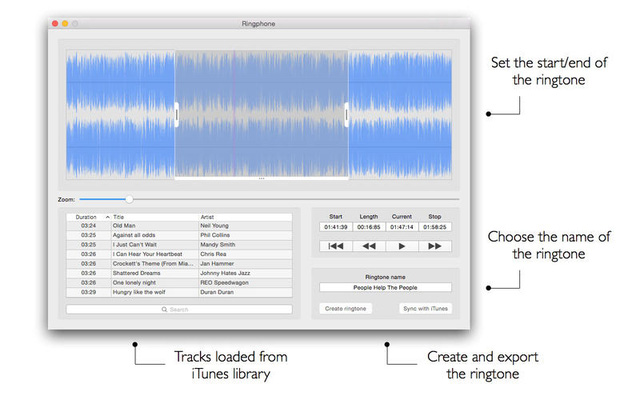 Ringphone
Set the start/end of
the ringtone
Zoom:
Duration Title Artist
03:24 Old Man Neil Young
03:25 Against all odds Phil Collins
03:25 I Just Can't Wait Mandy Smith
03:26 I Can Hear Your Heartbeat Chris Rea
03:26 Crockett's Theme (From Mia... Jan Hammer
03:26 Shattered Dreams Johnny Hates Jazz
03:26 One lonely night REO Speedwagon
03:29 Hungry like the wolf Duran Duran
Search
Start Length Current Stop
01:41:39 00:16:85 01:47:14 01:58:25
Ringtone name
People Help The People
Create ringtone Sync with iTunes
Choose the name of
the ringtone
Tracks loaded from
iTunes library
Create and export
the ringtone